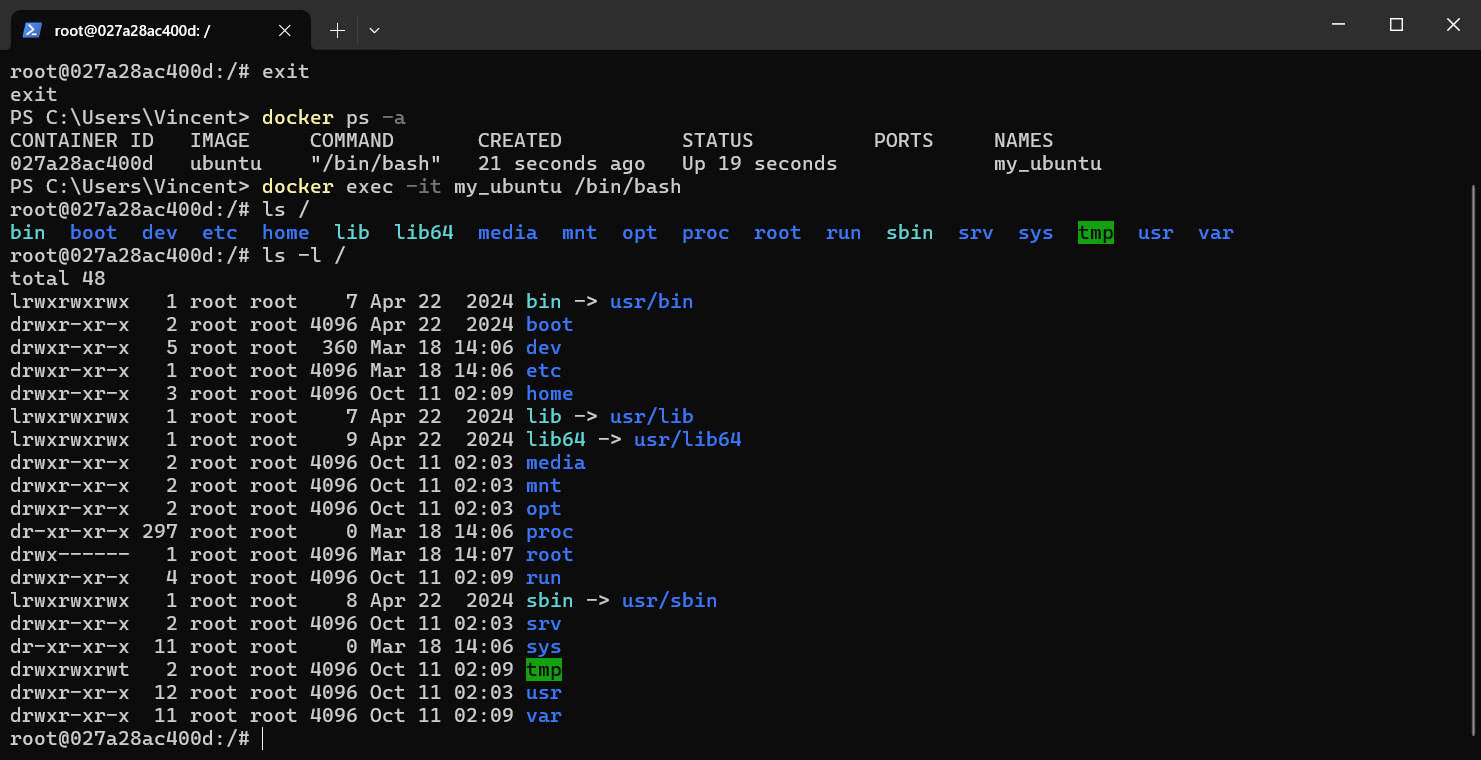 root@027a28ac400d: /
root@027a28ac400d:/# exit
exit
PS C:\Users\Vincent> docker ps -a
CONTAINER ID   IMAGE     COMMAND       CREATED          STATUS          PORTS     NAMES
027a28ac400d   ubuntu    "/bin/bash"   21 seconds ago   Up 19 seconds             my_ubuntu
PS C:\Users\Vincent> docker exec -it my_ubuntu /bin/bash
root@027a28ac400d:/# ls /
bin  boot  dev  etc  home  lib  lib64  media  mnt  opt  proc  root  run  sbin  srv  sys  tmp  usr  var
root@027a28ac400d:/# ls -l /
total 48
lrwxrwxrwx   1 root root    7 Apr 22  2024 bin -> usr/bin
drwxr-xr-x   2 root root 4096 Apr 22  2024 boot
drwxr-xr-x   5 root root  360 Mar 18 14:06 dev
drwxr-xr-x   1 root root 4096 Mar 18 14:06 etc
drwxr-xr-x   3 root root 4096 Oct 11 02:09 home
lrwxrwxrwx   1 root root    7 Apr 22  2024 lib -> usr/lib
lrwxrwxrwx   1 root root    9 Apr 22  2024 lib64 -> usr/lib64
drwxr-xr-x   2 root root 4096 Oct 11 02:03 media
drwxr-xr-x   2 root root 4096 Oct 11 02:03 mnt
drwxr-xr-x   2 root root 4096 Oct 11 02:03 opt
dr-xr-xr-x 297 root root    0 Mar 18 14:06 proc
drwx------   1 root root 4096 Mar 18 14:07 root
drwxr-xr-x   4 root root 4096 Oct 11 02:09 run
lrwxrwxrwx   1 root root    8 Apr 22  2024 sbin -> usr/sbin
drwxr-xr-x   2 root root 4096 Oct 11 02:03 srv
dr-xr-xr-x  11 root root    0 Mar 18 14:06 sys
drwxrwxrwt   2 root root 4096 Oct 11 02:09 tmp
drwxr-xr-x  12 root root 4096 Oct 11 02:03 usr
drwxr-xr-x  11 root root 4096 Oct 11 02:09 var
root@027a28ac400d:/#